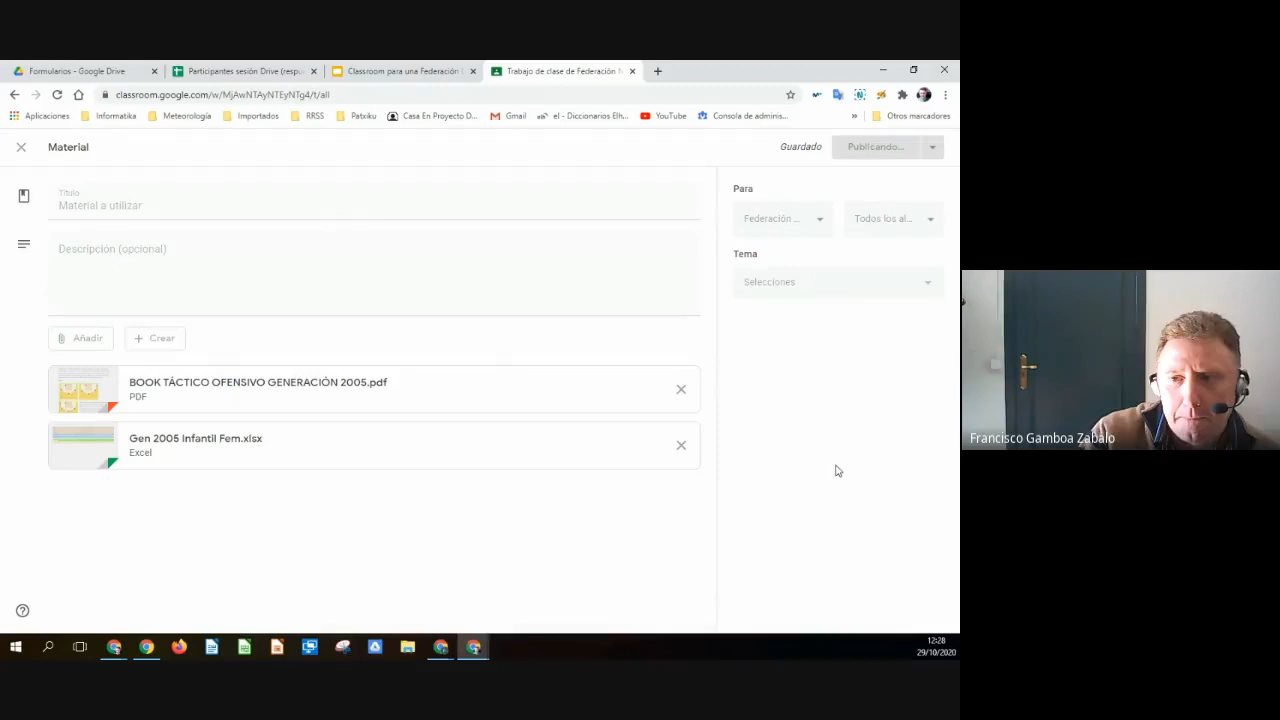 Formularios - Google Drive
Participantes sesión Drive (respu
Classroom para una Federación
Trabajo de clase de Federación N
classroom.google.com/w/MjAwNTAyNTEyNTg4/t/all
Aplicaciones
Informatika
Meteorología
Importados
RRSS
Patxiku
Casa En Proyecto D...
Gmail
el - Diccionarios Elh...
YouTube
Consola de adminis...
»
Otros marcadores
Material
Guardado
Publicando...
Título
Material a utilizar
Descripción (opcional)
Añadir
Crear
BOOK TÁCTICO OFENSIVO GENERACIÓN 2005.pdf
PDF
Gen 2005 Infantil Fem.xlsx
Excel
Para
Federación ...
Todos los al...
Tema
Selecciones
Francisco Gamboa Zabalo
12:28
29/10/2020